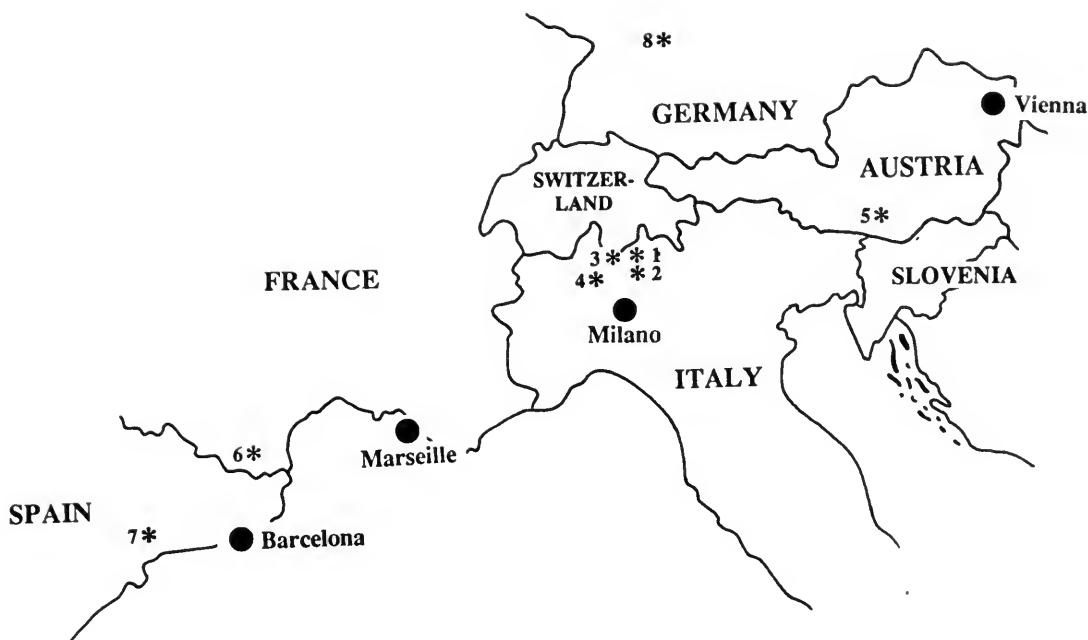 8*
GERMANY
Vienna
AUSTRIA
SWITZER-
LAND
5*
3* *1
4* *2
SLOVENIA
FRANCE
Milano
ITALY
Marseille
6*
SPAIN
7*
Barcelona